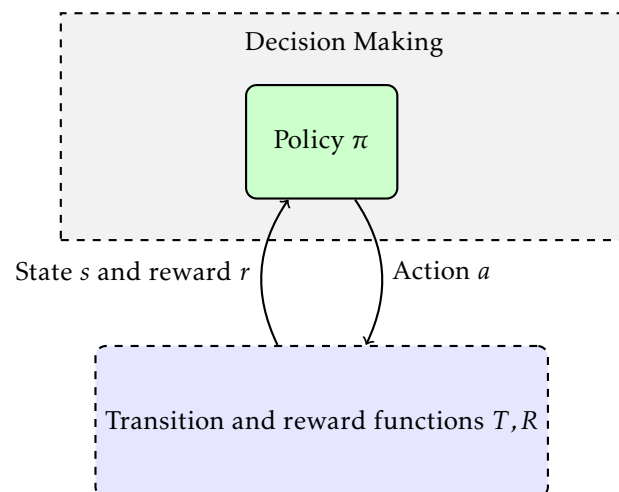 Decision Making
Policy π
State s and reward r
Action a
Transition and reward functions T, R